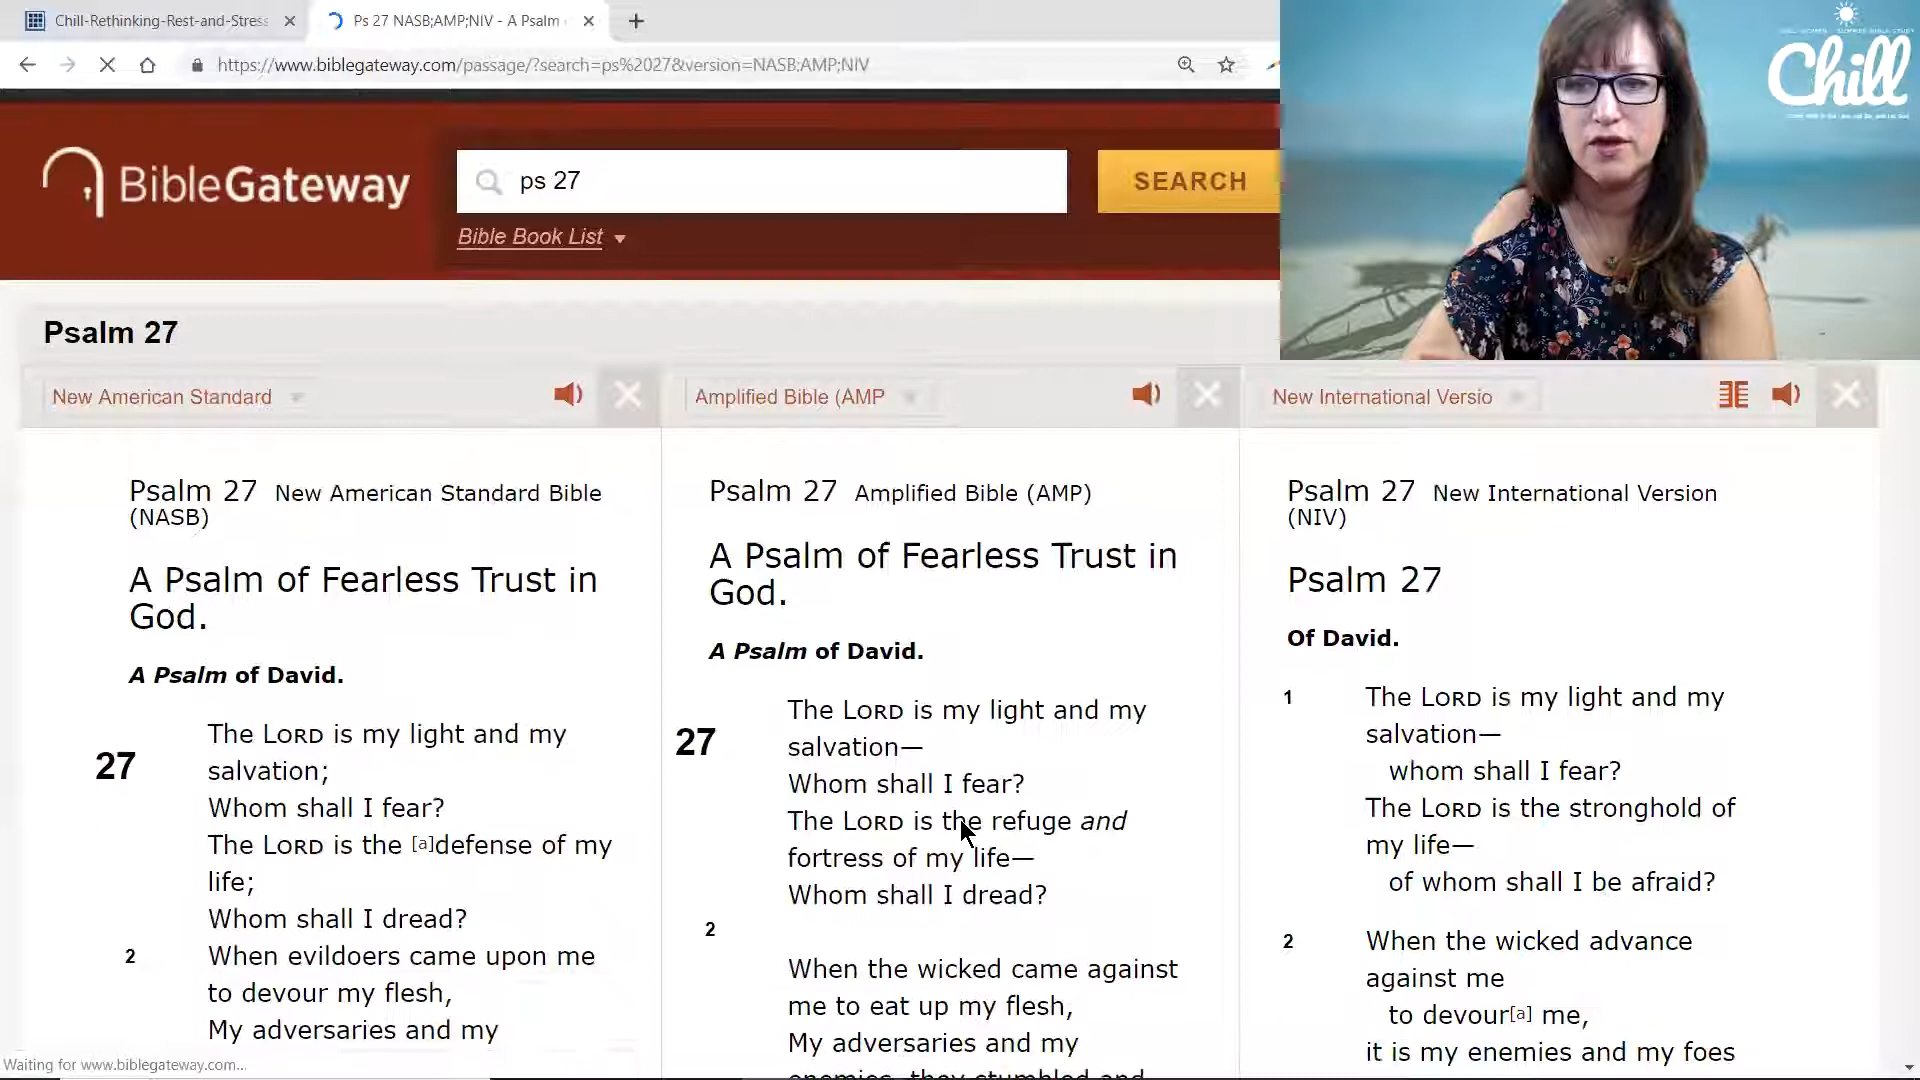 Chill-Rethinking-Rest-and-Stress
Ps 27 NASB;AMP;NIV - A Psalm
https://www.biblegateway.com/passage/?search=ps%2027&version=NASB;AMP;NIV
Chill
BibleGateway
ps 27
SEARCH
Bible Book List
Psalm 27
New American Standard
Amplified Bible (AMP
New International Versio
Psalm 27 New American Standard Bible
(NASB)
A Psalm of Fearless Trust in
God.
A Psalm of David.
27
The LORD is my light and my
salvation;
Whom shall I fear?
The LORD is the [a]defense of my
life;
Whom shall I dread?
2 When evildoers came upon me
to devour my flesh,
My adversaries and my
Psalm 27 Amplified Bible (AMP)
A Psalm of Fearless Trust in
God.
A Psalm of David.
27
The LORD is my light and my
salvation—
Whom shall I fear?
The LORD is the refuge and
fortress of my life—
Whom shall I dread?
2
When the wicked came against
me to eat up my flesh,
My adversaries and my
enemies, they stumbled and
Psalm 27 New International Version
(NIV)
Psalm 27
Of David.
1 The LORD is my light and my
salvation—
whom shall I fear?
The LORD is the stronghold of
my life—
of whom shall I be afraid?
2 When the wicked advance
against me
to devour[a] me,
it is my enemies and my foes
Waiting for www.biblegateway.com...